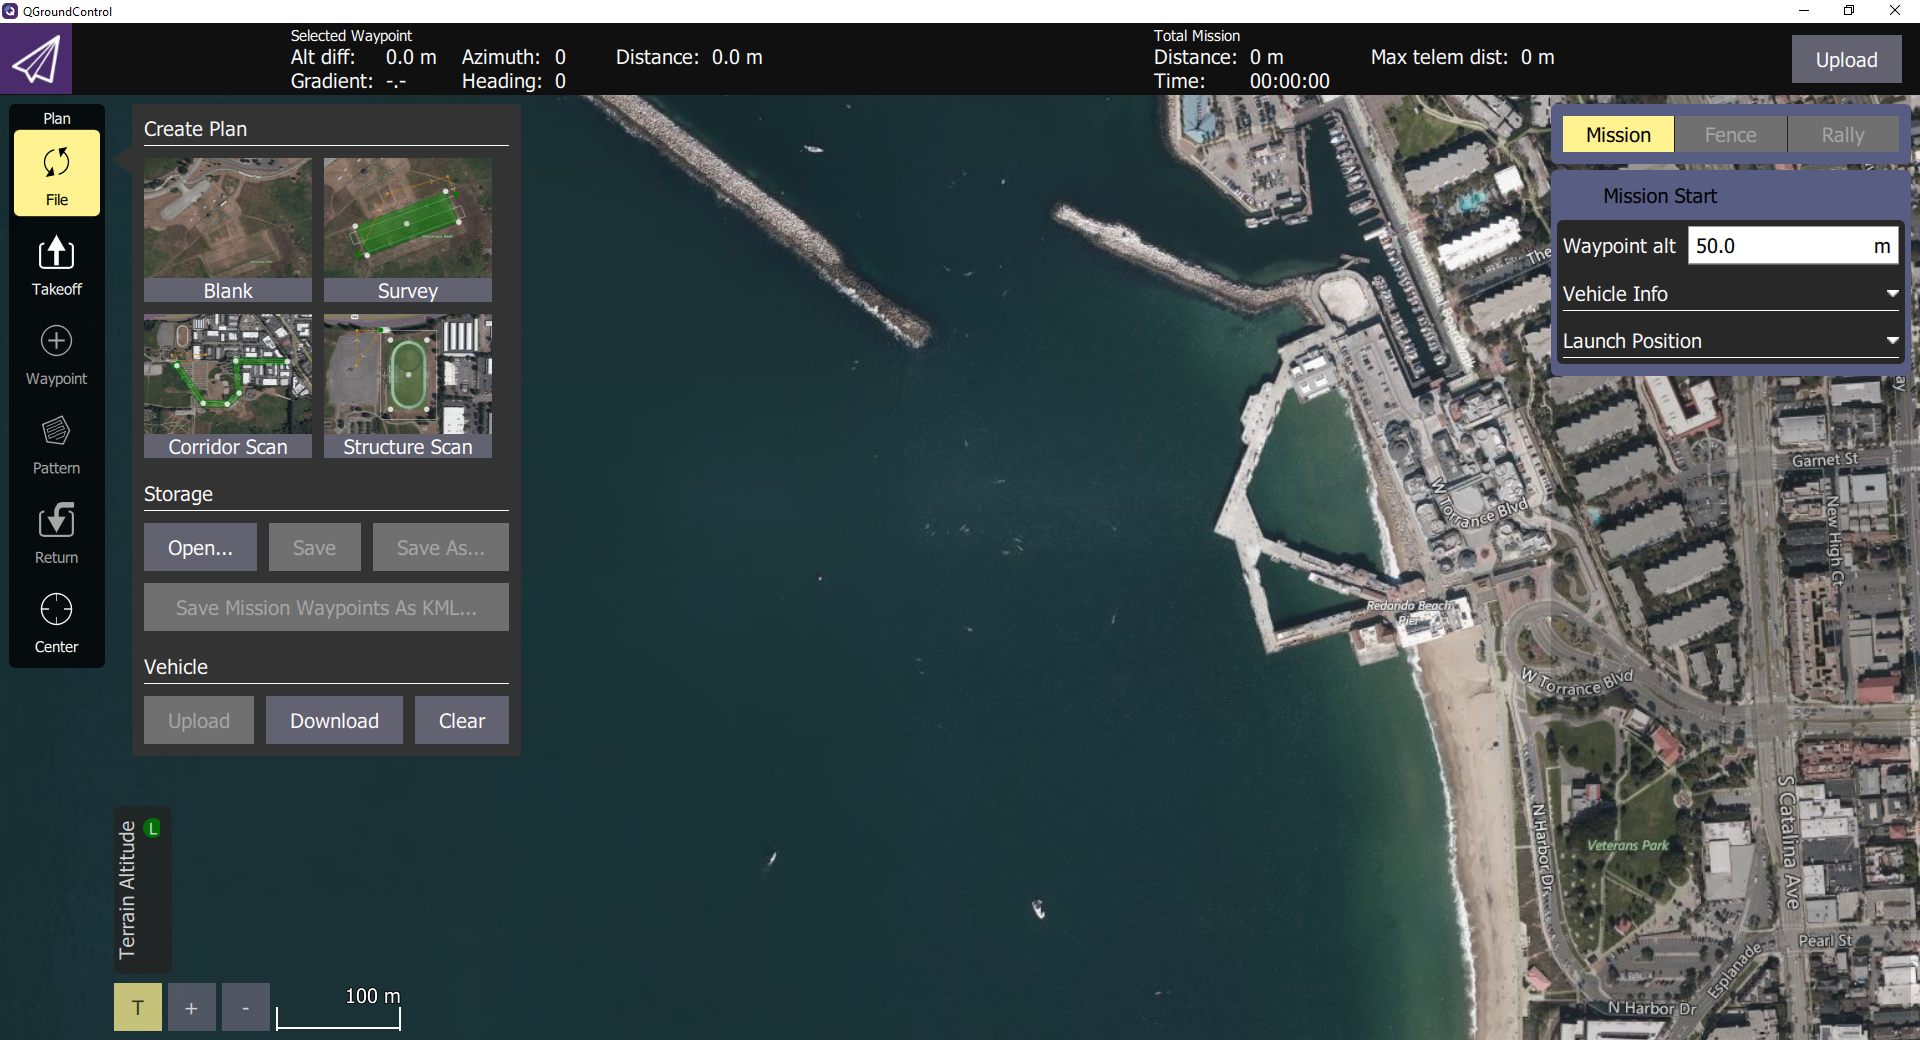 QGroundControl
Selected Waypoint
Alt diff: 0.0 m Azimuth: 0 Distance: 0.0 m
Gradient: -.- Heading: 0
Total Mission
Distance: 0 m Max telem dist: 0 m
Time: 00:00:00
Upload
Plan
File
Takeoff
Waypoint
Pattern
Return
Center
Create Plan
Blank
Survey
Corridor Scan
Structure Scan
Storage
Open...
Save
Save As...
Save Mission Waypoints As KML...
Vehicle
Upload
Download
Clear
Mission
Fence
Rally
Mission Start
Waypoint alt 50.0 m
Vehicle Info
Launch Position
The
International Boardwalk
W Torrance Blvd
Garnet St
New High Ct
Redondo Beach
Pier
W Torrance Blvd
N Harbor Dr
S Catalina Ave
Veterans Park
Pearl St
Esplanade
N Harbor Dr
Terrain Altitude
L
T
+
-
100 m